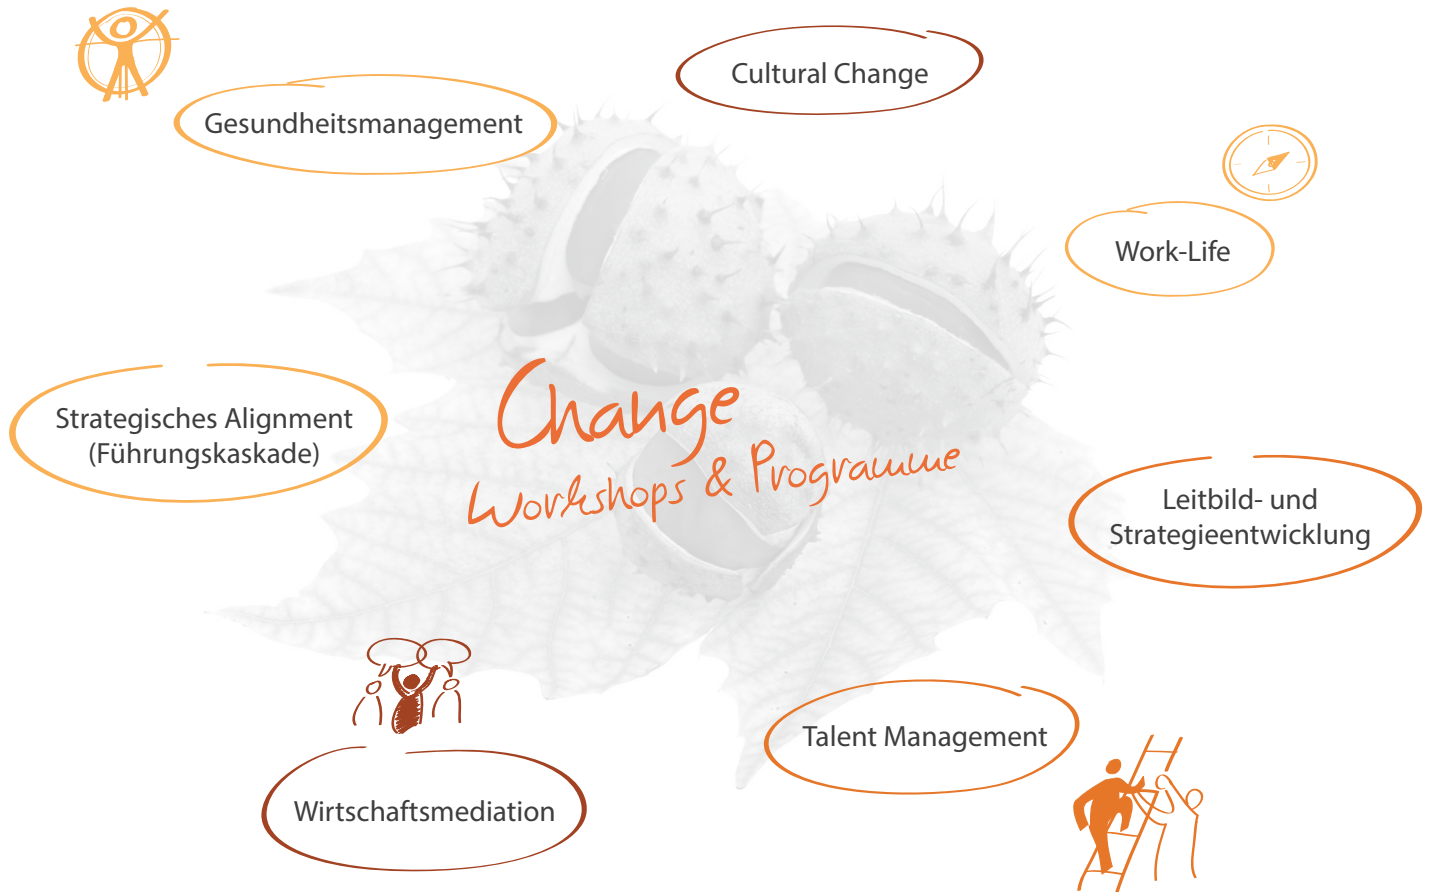 Cultural Change
Gesundheitsmanagement
Work-Life
Strategisches Alignment
(Führungskaskade)
Change
Workshops & Programme
Leitbild- und
Strategieentwicklung
Talent Management
Wirtschaftsmediation